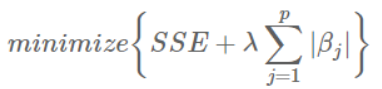 minimize{SSE + λ∑_{j=1}^{p} |β_j|}